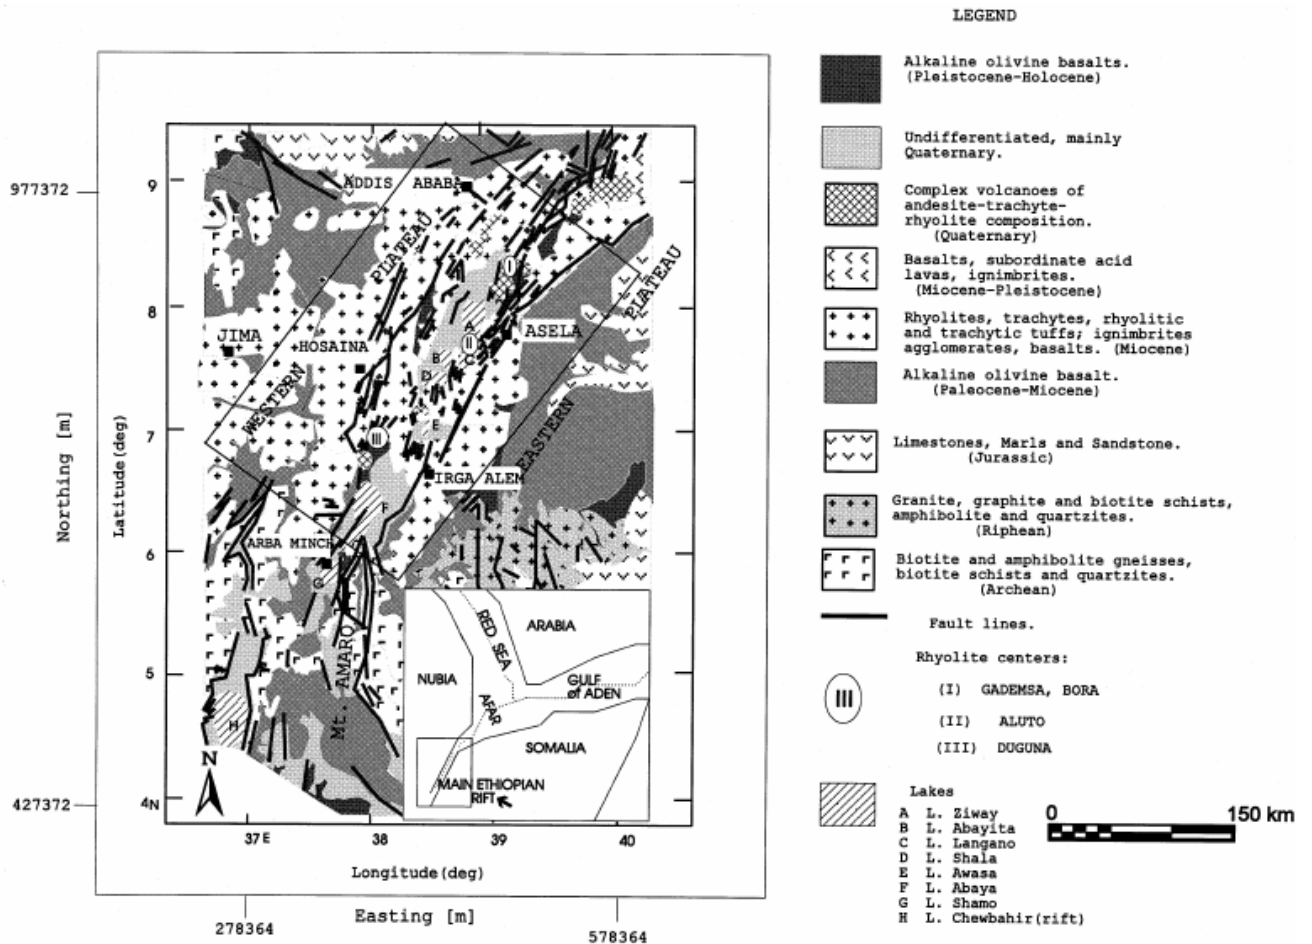 LEGEND
Alkaline olivine basalts.
(Pleistocene-Holocene)
Undifferentiated, mainly
Quaternary.
Complex volcanoes of
andesite-trachyte-
rhyolite composition.
(Quaternary)
Basalts, subordinate acid
lavas, ignimbrites.
(Miocene-Pleistocene)
Rhyolites, trachytes, rhyolitic
and trachytic tuffs; ignimbrites
agglomerates, basalts. (Miocene)
Alkaline olivine basalt.
(Paleocene-Miocene)
Limestones, Marls and Sandstone.
(Jurassic)
Granite, graphite and biotite schists,
amphibolite and quartzites.
(Riphean)
Biotite and amphibolite gneisses,
biotite schists and quartzites.
(Archean)
Fault lines.
Rhyolite centers:
III
(I) GADEMSA, BORA
(II) ALUTO
(III) DUGUNA
Lakes
A L. Ziway
B L. Abayita
C L. Langano
D L. Shala
E L. Awasa
F L. Abaya
G L. Shamo
H L. Chewbahir(rift)
0 150 km
977372
427372
Northing [m]
Latitude(deg)
9
8
7
6
5
4N
37E
38
39
40
Longitude(deg)
Easting [m]
278364
578364
ADDIS ABABA
PLATEAU
WESTERN
JIMA
HOSAINA
I
ASELA
PLATEAU
EASTERN
A
II
B
C
D
E
III
IRGA ALEM
F
ARBA MINCH
G
Mt. AMARO
H
N
RED SEA
ARABIA
NUBIA
GULF
of ADEN
AFAR
SOMALIA
MAIN ETHIOPIAN
RIFT